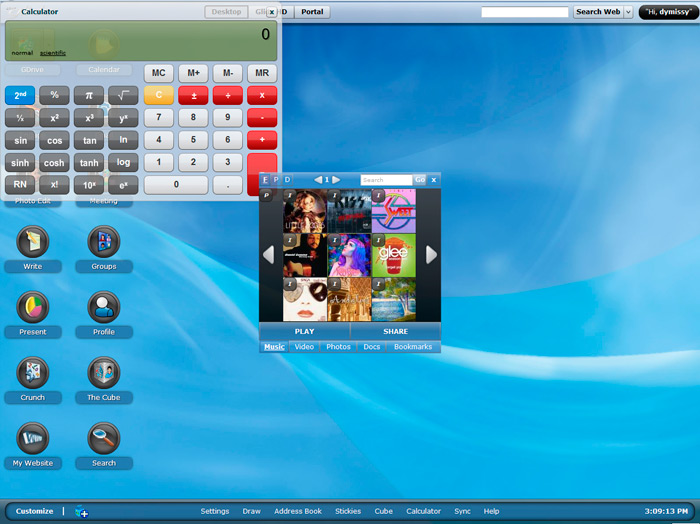 Calculator
Desktop
Portal
Search Web
"Hi, dymissy"
0
normal scientific
GDrive
Calendar
MC M+ M- MR
2nd % π √ C ± ÷ x
⅟x x² x³ yˣ 7 8 9 -
sin cos tan ln 4 5 6 +
sinh cosh tanh log 1 2 3
RN x! 10ˣ eˣ 0 .
Photo Edit
Meeting
E P D
1
Search
Go
x
P
KISS
SWEET
glee
PLAY
SHARE
Music
Video
Photos
Docs
Bookmarks
Write
Groups
Present
Profile
Crunch
The Cube
My Website
Search
Customize
Settings
Draw
Address Book
Stickies
Cube
Calculator
Sync
Help
3:09:13 PM